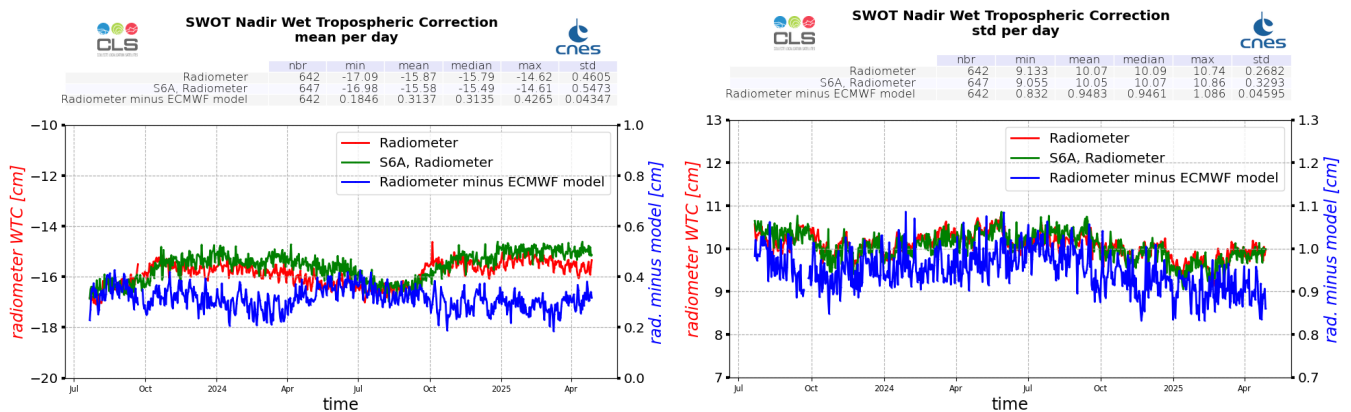 SWOT Nadir Wet Tropospheric Correction
mean per day
CLS
cnes
nbr min mean median max std
Radiometer 642 -17.09 -15.87 -15.79 -14.62 0.4605
S6A, Radiometer 647 -16.98 -15.58 -15.49 -14.61 0.5473
Radiometer minus ECMWF model 642 0.1846 0.3137 0.3135 0.4265 0.04347
−10 1.0
Radiometer
S6A, Radiometer
Radiometer minus ECMWF model
−12 0.8
−14 0.6
−16 0.4
−18 0.2
−20 0.0
radiometer WTC [cm]
rad. minus model [cm]
Jul Oct 2024 Apr Jul Oct 2025 Apr
time
SWOT Nadir Wet Tropospheric Correction
std per day
CLS
cnes
nbr min mean median max std
Radiometer 642 9.133 10.07 10.09 10.74 0.2682
S6A, Radiometer 647 9.055 10.05 10.07 10.86 0.3293
Radiometer minus ECMWF model 642 0.832 0.9483 0.9461 1.086 0.04595
13 1.3
Radiometer
S6A, Radiometer
Radiometer minus ECMWF model
12 1.2
11 1.1
10 1.0
9 0.9
8 0.8
7 0.7
radiometer WTC [cm]
rad. minus model [cm]
Jul Oct 2024 Apr Jul Oct 2025 Apr
time